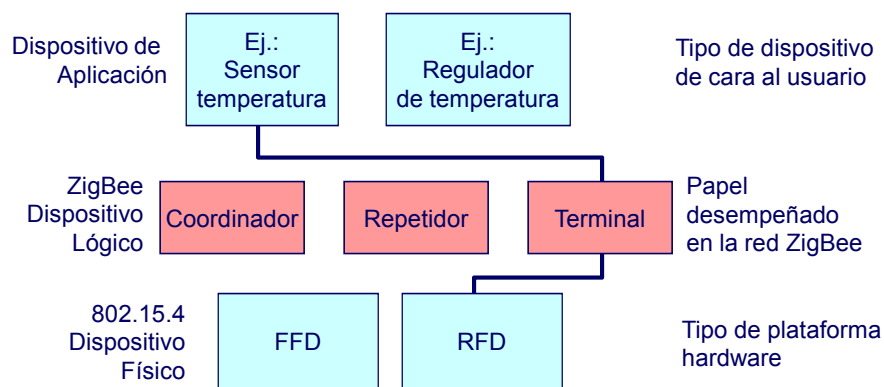 Dispositivo de
Aplicación
Ej.:
Sensor
temperatura
Ej.:
Regulador
de temperatura
Tipo de dispositivo
de cara al usuario
ZigBee
Dispositivo
Lógico
Coordinador
Repetidor
Terminal
Papel
desempeñado
en la red ZigBee
802.15.4
Dispositivo
Físico
FFD
RFD
Tipo de plataforma
hardware